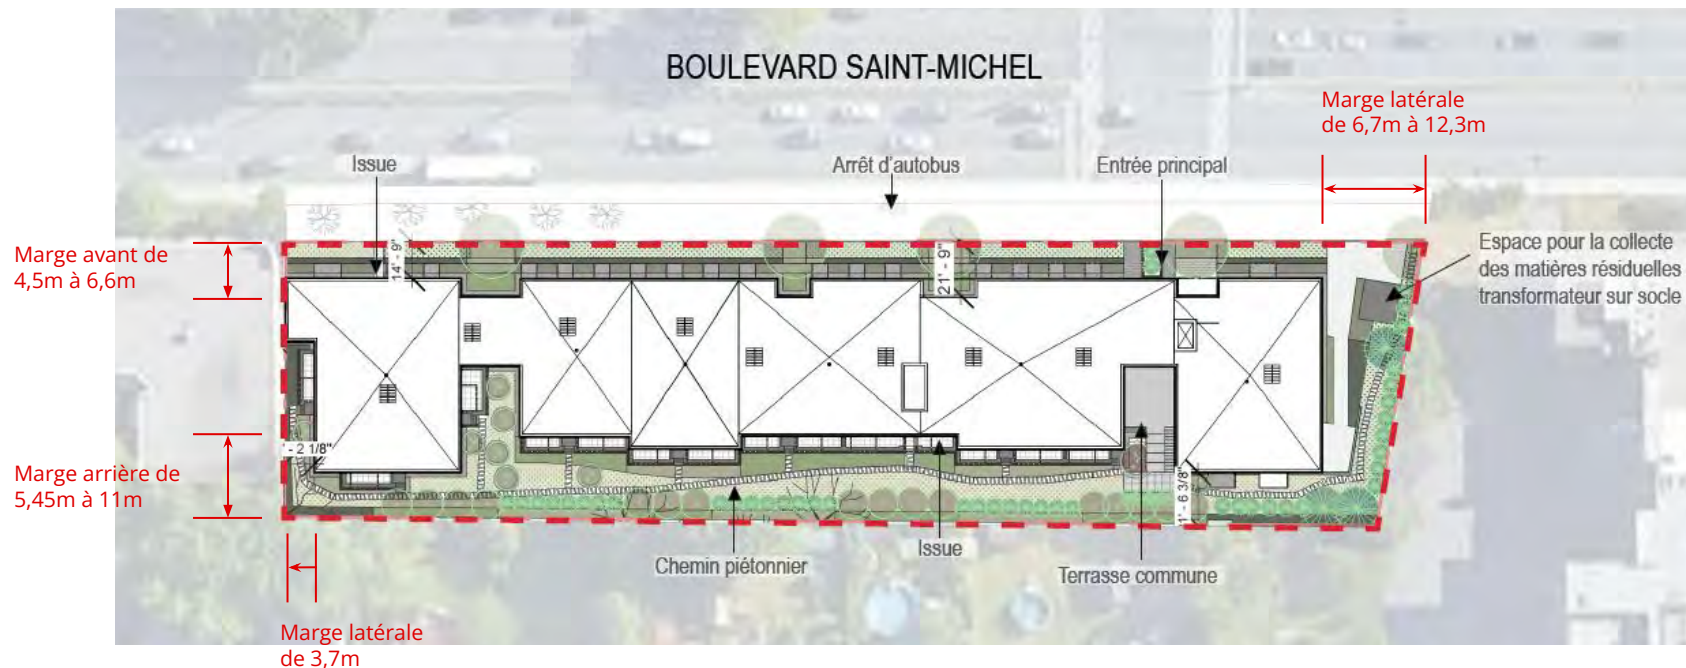 BOULEVARD SAINT-MICHEL
Marge latérale
de 6,7m à 12,3m
Issue
Arrêt d'autobus
Entrée principal
Marge avant de
4,5m à 6,6m
14' - 9"
21' - 9"
Espace pour la collecte
des matières résiduelles
transformateur sur socle
Marge arrière de
5,45m à 11m
' - 2 1/8"
1' - 6 3/8"
Chemin piétonnier
Issue
Terrasse commune
Marge latérale
de 3,7m